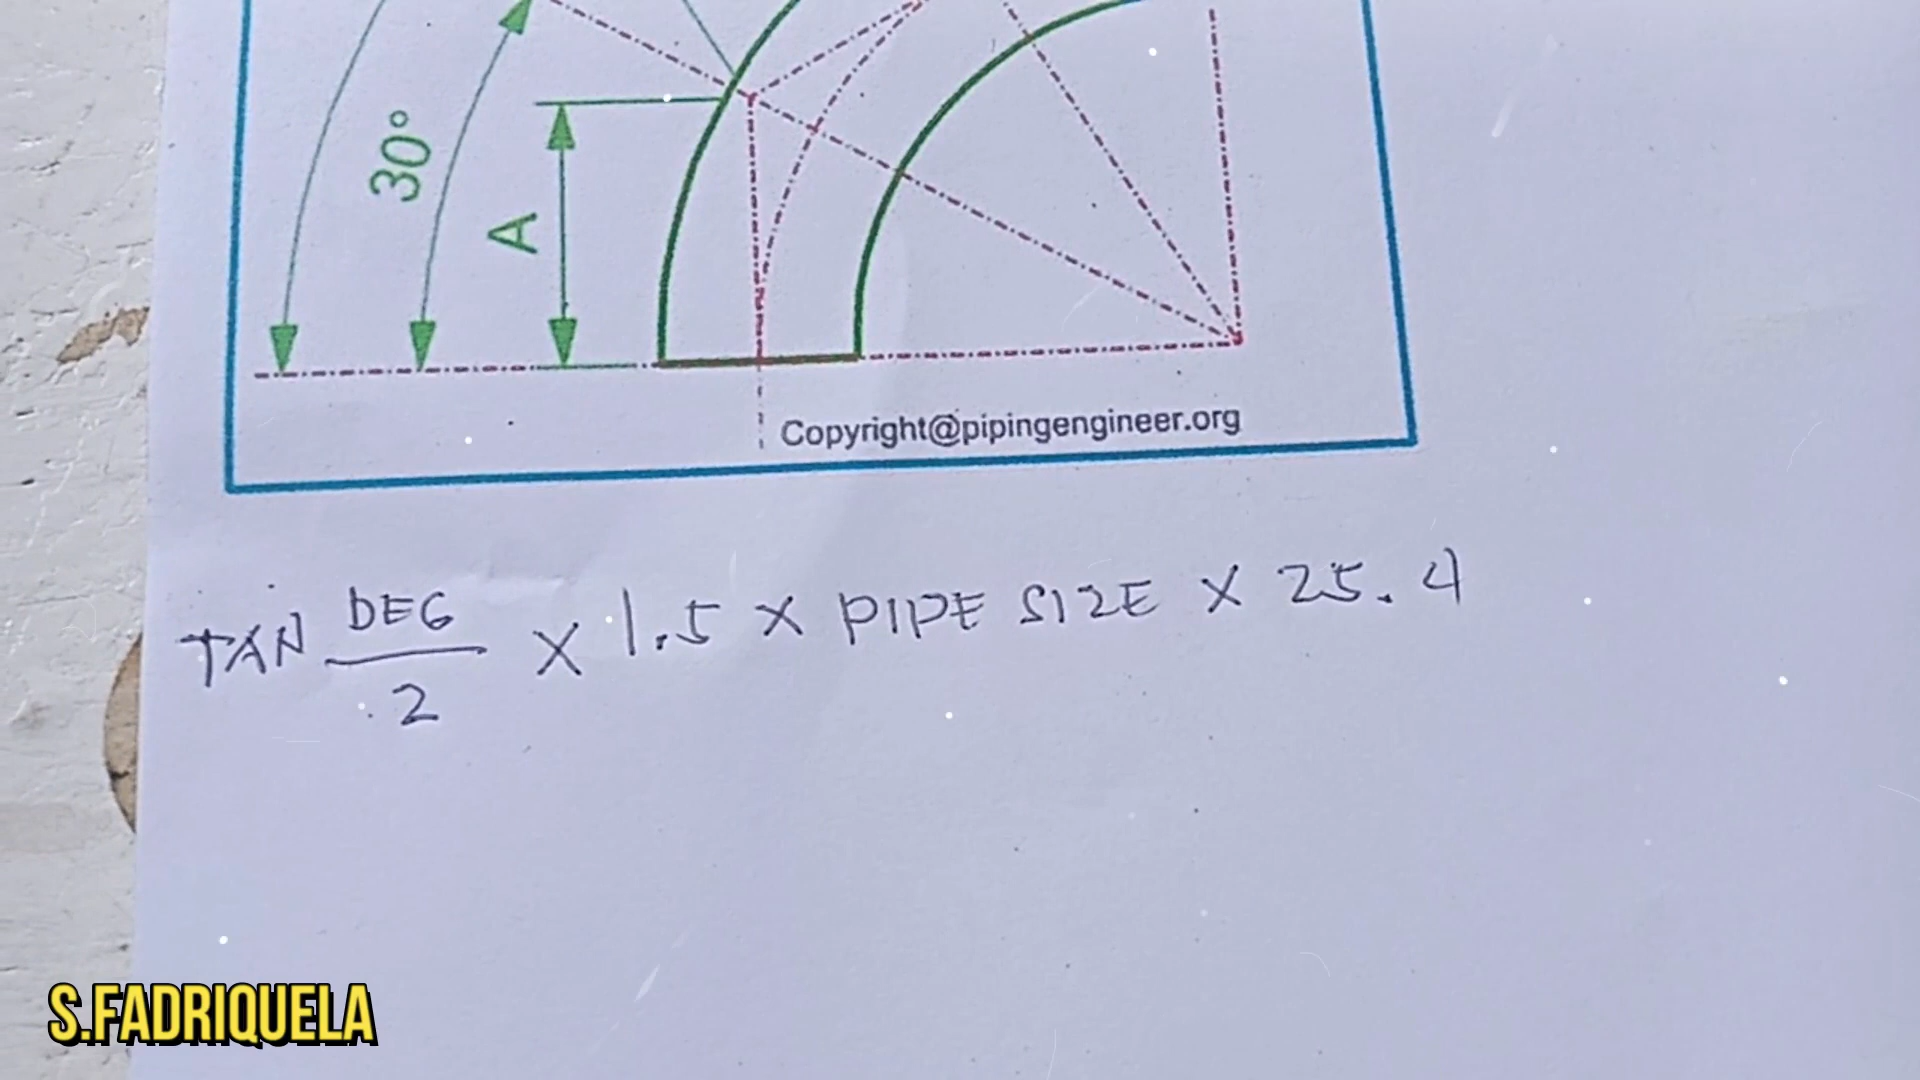 30°
A
Copyright@pipingengineer.org
TAN DEG/2 X 1.5 X PIPE SIZE X 25.4
S.FADRIQUELA